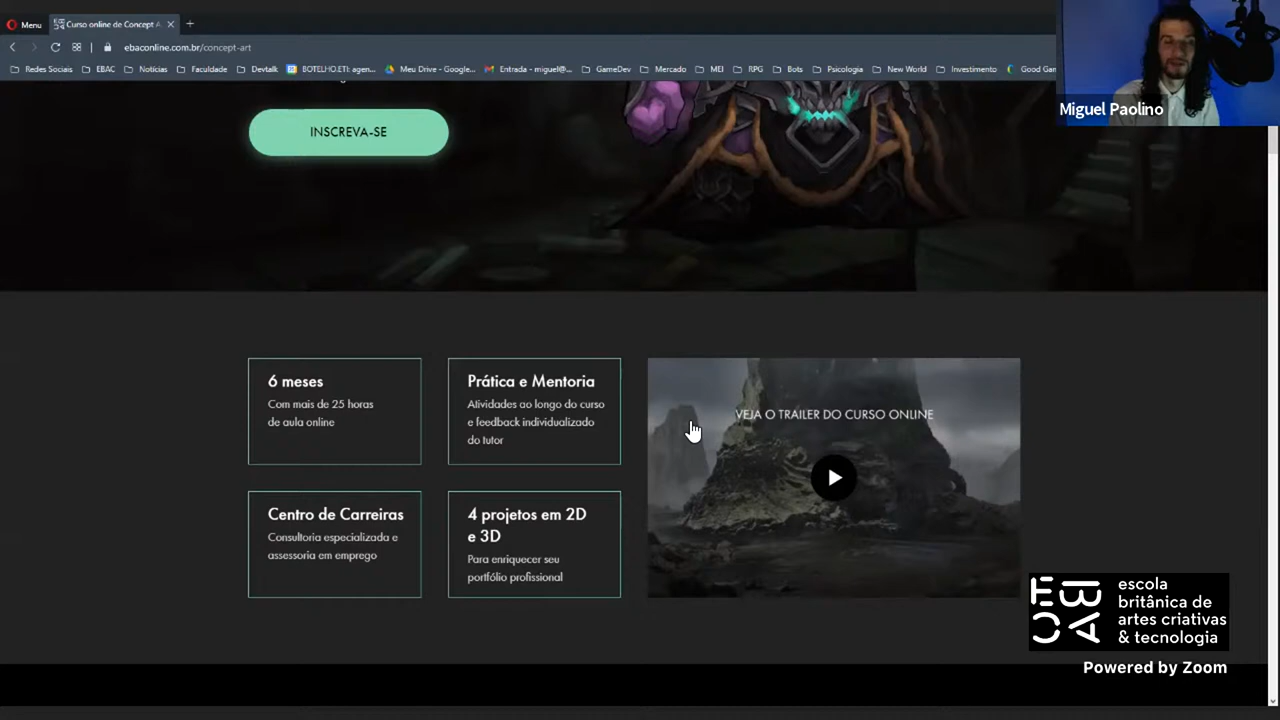 Menu
Curso online de Concept A
ebaconline.com.br/concept-art
Redes Sociais EBAC Notícias Faculdade Devtalk BOTELHO.ETI: agen... Meu Drive - Google... Entrada - miguel@... GameDev Mercado MEI RPG Bots Psicologia New World Investimento Good Gam
Miguel Paolino
INSCREVA-SE
6 meses
Com mais de 25 horas
de aula online
Prática e Mentoria
Atividades ao longo do curso
e feedback individualizado
do tutor
VEJA O TRAILER DO CURSO ONLINE
Centro de Carreiras
Consultoria especializada e
assessoria em emprego
4 projetos em 2D
e 3D
Para enriquecer seu
portfólio profissional
EBAC
escola
britânica de
artes criativas
& tecnologia
Powered by Zoom